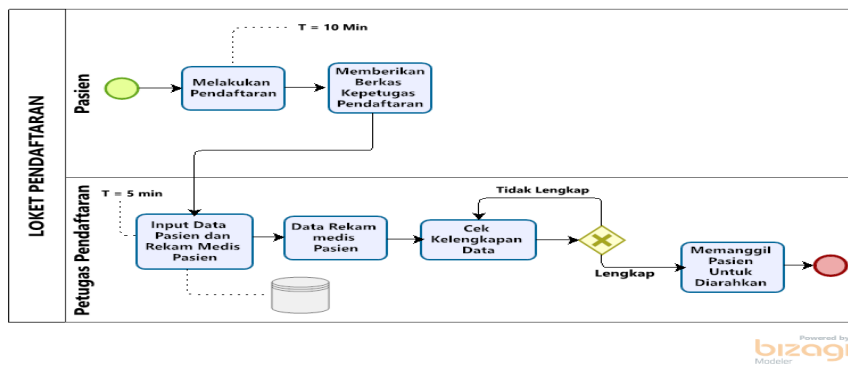 LOKET PENDAFTARAN
Pasien
T = 10 Min
Melakukan
Pendaftaran
Memberikan
Berkas
Kepetugas
Pendaftaran
Petugas Pendaftaran
T = 5 min
Input Data
Pasien dan
Rekam Medis
Pasien
Data Rekam
medis
Pasien
Tidak Lengkap
Cek
Kelengkapan
Data
Lengkap
Memanggil
Pasien
Untuk
Diarahkan
Powered by
bizagi
Modeler